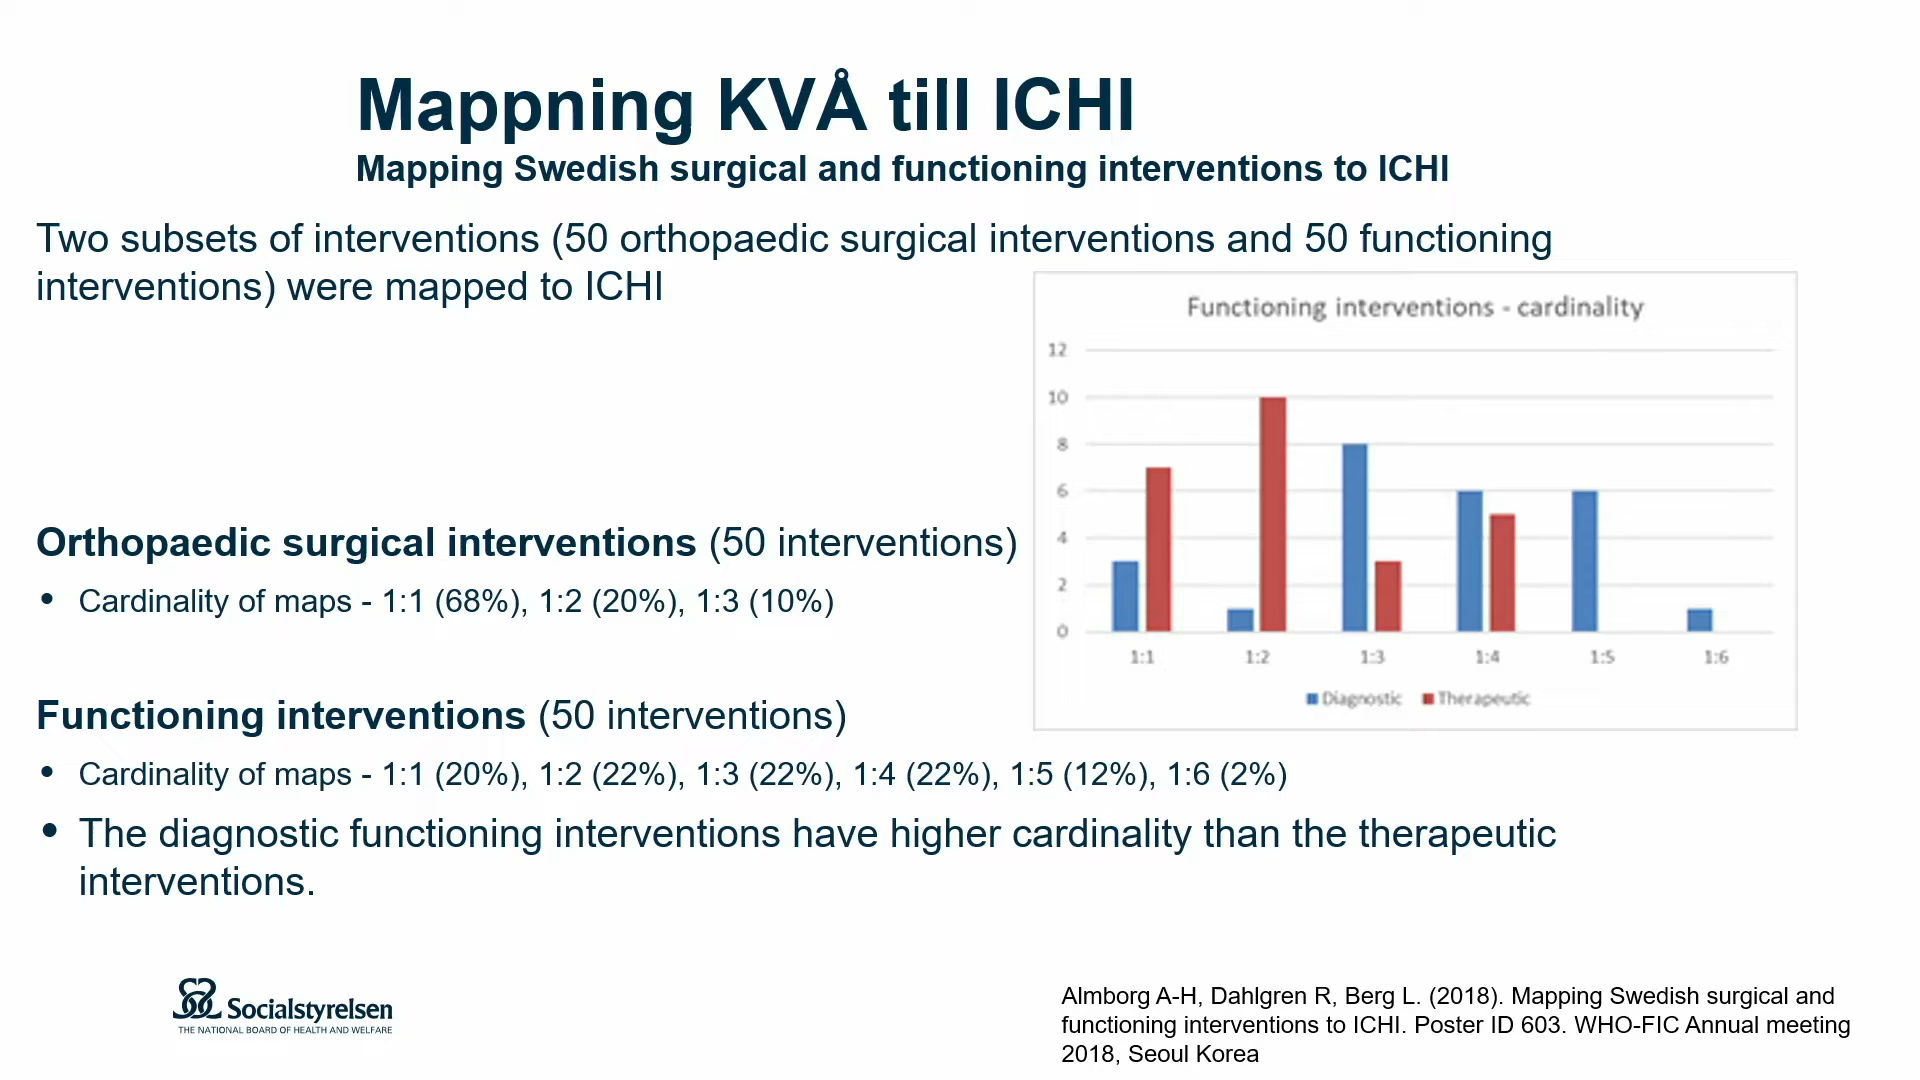 Mappning KVÅ till ICHI
Mapping Swedish surgical and functioning interventions to ICHI
Two subsets of interventions (50 orthopaedic surgical interventions and 50 functioning
interventions) were mapped to ICHI
Functioning interventions - cardinality
12
10
8
6
4
2
0
1:1 1:2 1:3 1:4 1:5 1:6
Diagnostic Therapeutic
Orthopaedic surgical interventions (50 interventions)
• Cardinality of maps - 1:1 (68%), 1:2 (20%), 1:3 (10%)
Functioning interventions (50 interventions)
• Cardinality of maps - 1:1 (20%), 1:2 (22%), 1:3 (22%), 1:4 (22%), 1:5 (12%), 1:6 (2%)
• The diagnostic functioning interventions have higher cardinality than the therapeutic
interventions.
Socialstyrelsen
THE NATIONAL BOARD OF HEALTH AND WELFARE
Almborg A-H, Dahlgren R, Berg L. (2018). Mapping Swedish surgical and
functioning interventions to ICHI. Poster ID 603. WHO-FIC Annual meeting
2018, Seoul Korea